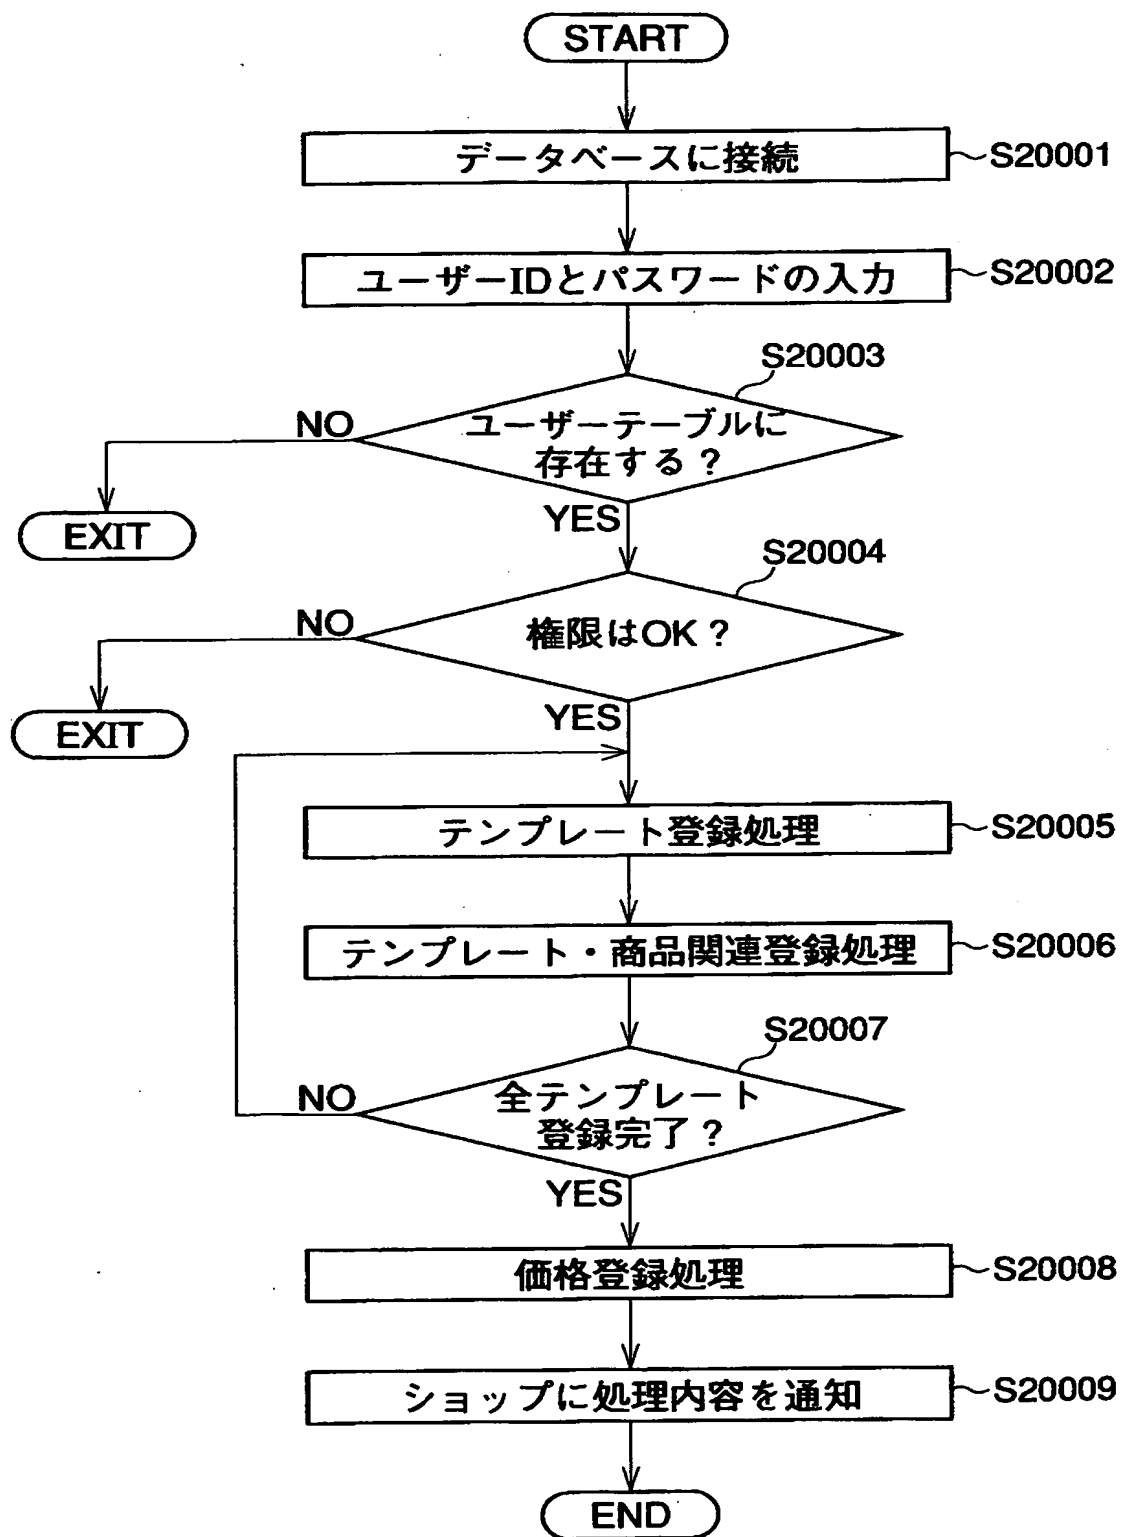 START
データベースに接続
S20001
ユーザーIDとパスワードの入力
S20002
S20003
ユーザーテーブルに
存在する？
NO
EXIT
YES
S20004
権限はOK？
NO
EXIT
YES
テンプレート登録処理
S20005
テンプレート・商品関連登録処理
S20006
S20007
全テンプレート
登録完了？
NO
YES
価格登録処理
S20008
ショップに処理内容を通知
S20009
END